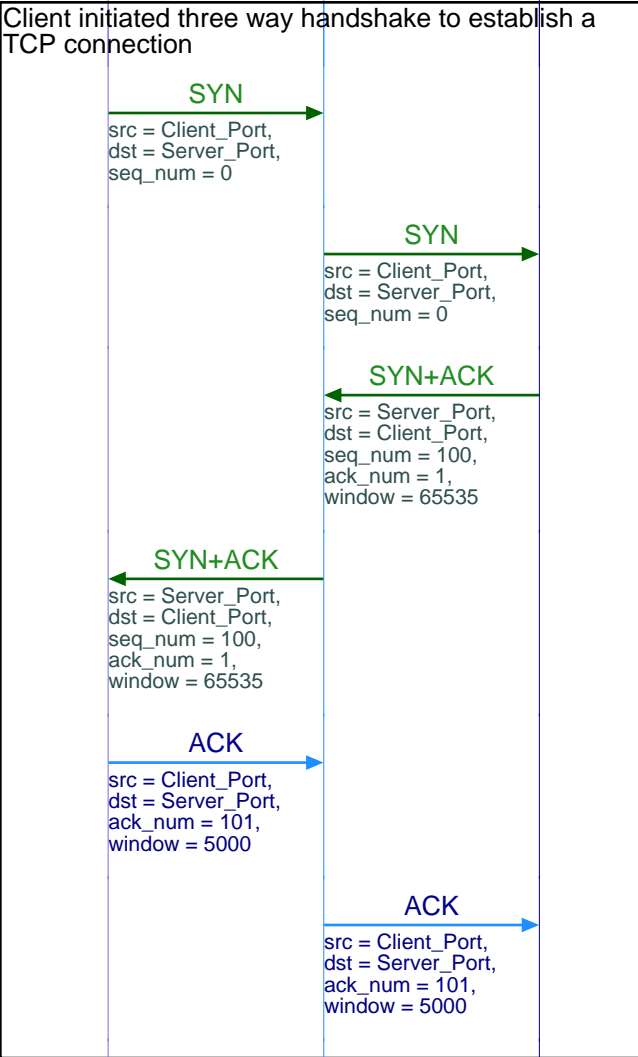 Client initiated three way handshake to establish a
TCP connection
SYN
src = Client_Port,
dst = Server_Port,
seq_num = 0
SYN
src = Client_Port,
dst = Server_Port,
seq_num = 0
SYN+ACK
src = Server_Port,
dst = Client_Port,
seq_num = 100,
ack_num = 1,
window = 65535
SYN+ACK
src = Server_Port,
dst = Client_Port,
seq_num = 100,
ack_num = 1,
window = 65535
ACK
src = Client_Port,
dst = Server_Port,
ack_num = 101,
window = 5000
ACK
src = Client_Port,
dst = Server_Port,
ack_num = 101,
window = 5000